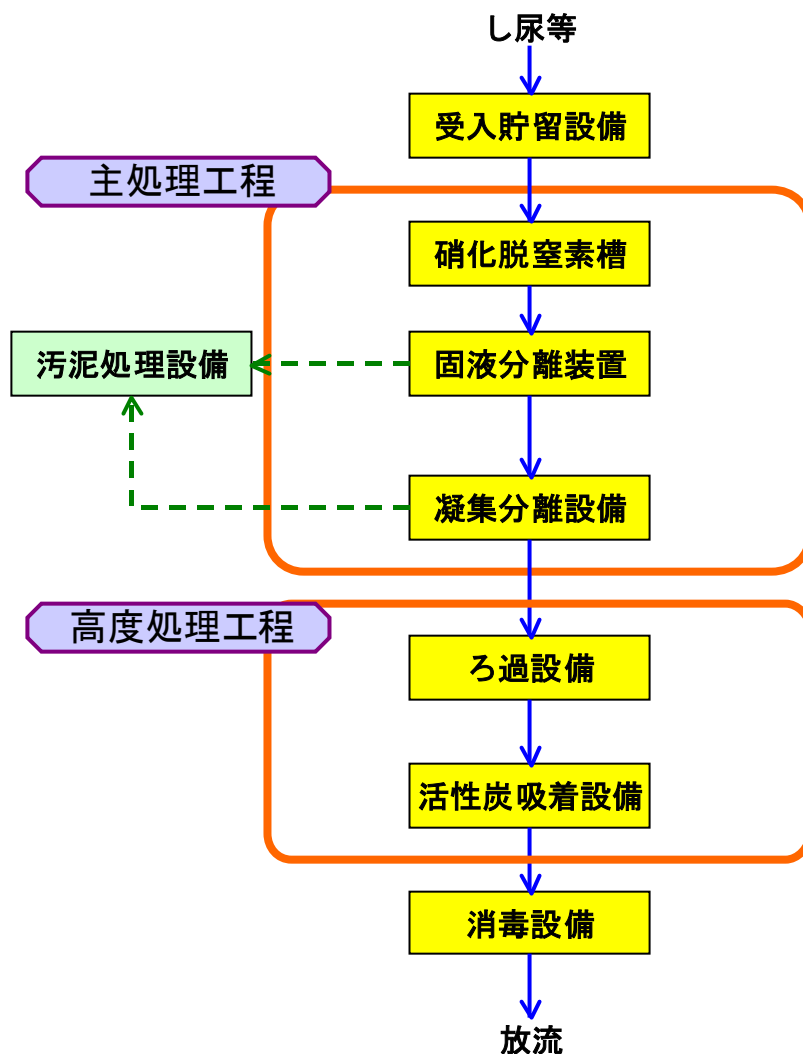 し尿等
受入貯留設備
主処理工程
硝化脱窒素槽
汚泥処理設備
固液分離装置
凝集分離設備
高度処理工程
ろ過設備
活性炭吸着設備
消毒設備
放流